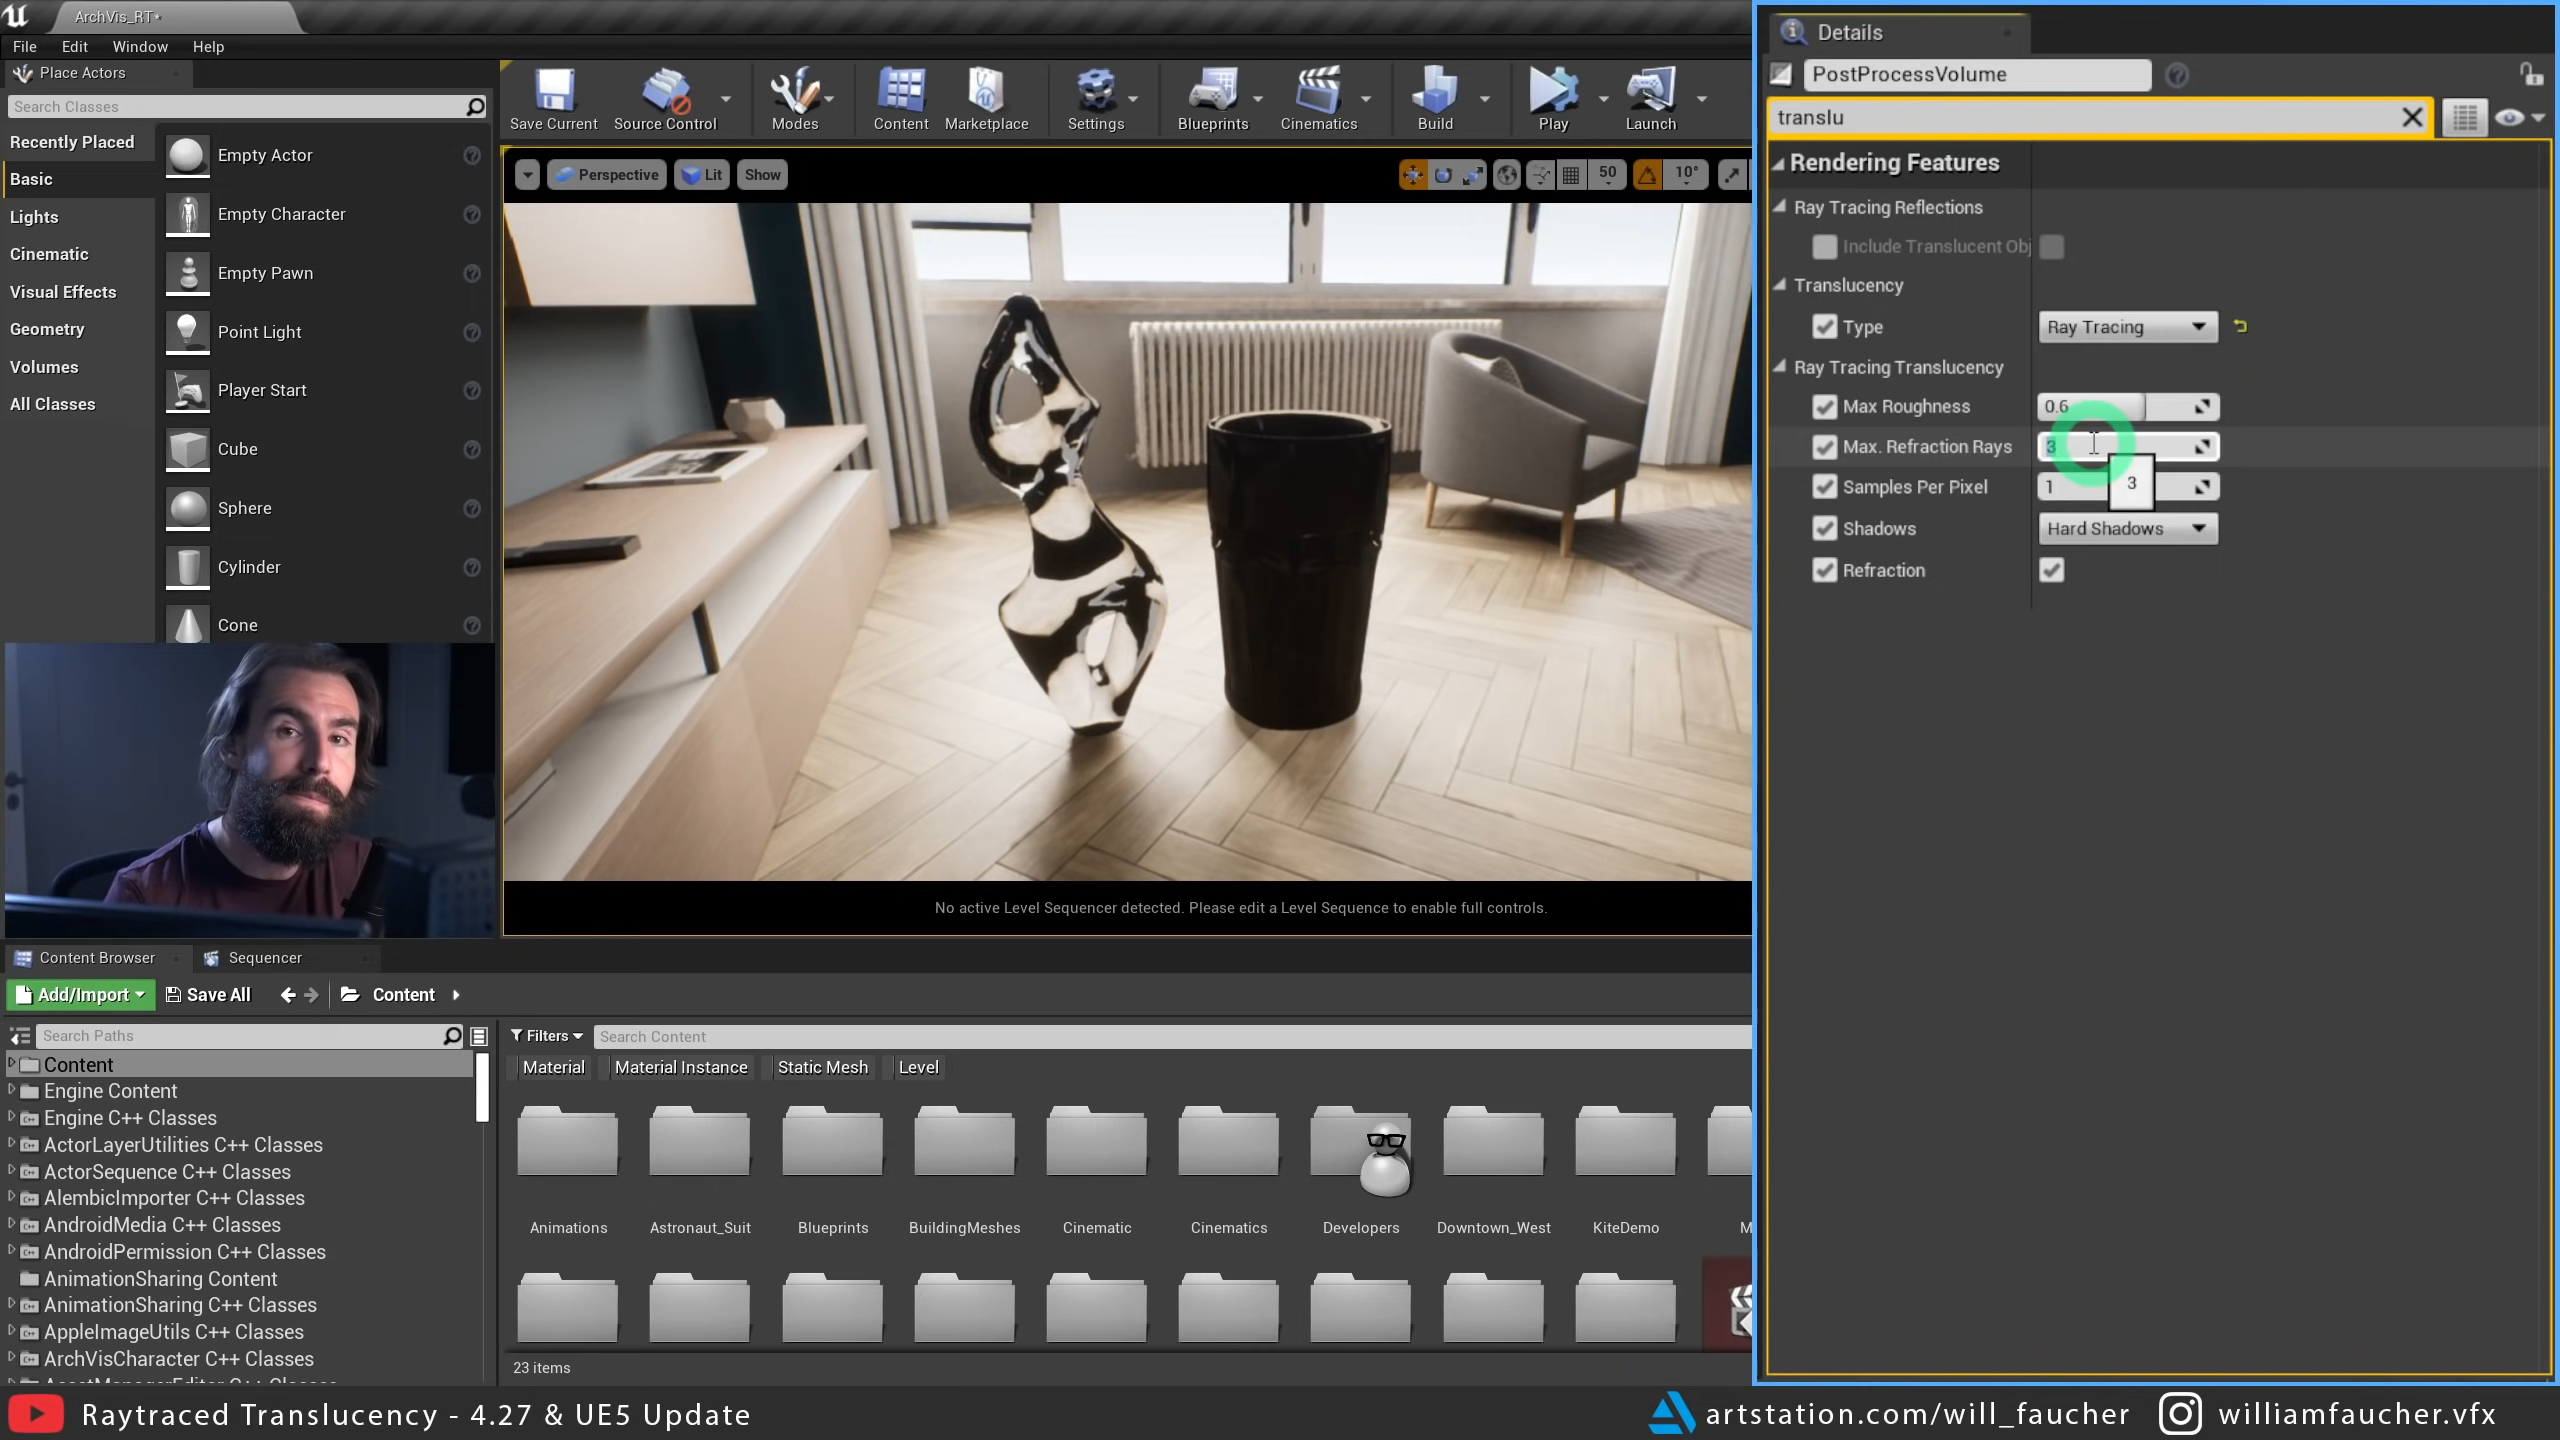 ArchVis_RT*
File Edit Window Help
Place Actors
Search Classes
Recently Placed
Basic
Lights
Cinematic
Visual Effects
Geometry
Volumes
All Classes
Empty Actor
Empty Character
Empty Pawn
Point Light
Player Start
Cube
Sphere
Cylinder
Cone
Save Current Source Control Modes Content Marketplace Settings Blueprints Cinematics Build Play Launch
Perspective Lit Show 50 10°
No active Level Sequencer detected. Please edit a Level Sequence to enable full controls.
Details
PostProcessVolume
translu
Rendering Features
Ray Tracing Reflections
Include Translucent Obj
Translucency
Type Ray Tracing
Ray Tracing Translucency
Max Roughness 0.6
Max. Refraction Rays 3
Samples Per Pixel 1
3
Shadows Hard Shadows
Refraction
Content Browser Sequencer
Add/Import Save All Content
Search Paths
Content
Engine Content
Engine C++ Classes
ActorLayerUtilities C++ Classes
ActorSequence C++ Classes
AlembicImporter C++ Classes
AndroidMedia C++ Classes
AndroidPermission C++ Classes
AnimationSharing Content
AnimationSharing C++ Classes
AppleImageUtils C++ Classes
ArchVisCharacter C++ Classes
Filters Search Content
Material Material Instance Static Mesh Level
Animations Astronaut_Suit Blueprints BuildingMeshes Cinematic Cinematics Developers Downtown_West KiteDemo
23 items
Raytraced Translucency - 4.27 & UE5 Update
artstation.com/will_faucher
williamfaucher.vfx